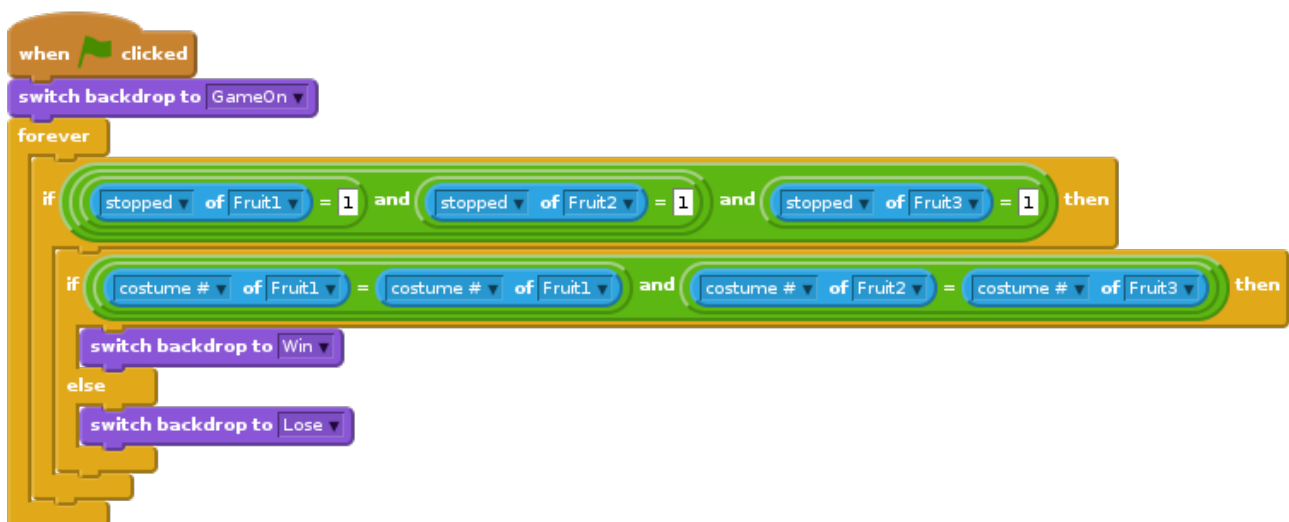 when clicked
switch backdrop to GameOn
forever
if stopped of Fruit1 = 1 and stopped of Fruit2 = 1 and stopped of Fruit3 = 1 then
if costume # of Fruit1 = costume # of Fruit1 and costume # of Fruit2 = costume # of Fruit3 then
switch backdrop to Win
else
switch backdrop to Lose